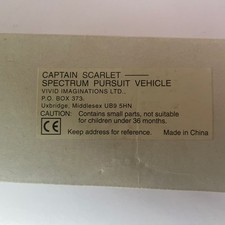 CAPTAIN SCARLET
SPECTRUM PURSUIT VEHICLE
VIVID IMAGINATIONS LTD.,
P.O. BOX 373,
Uxbridge, Middlesex UB9 5HN
CAUTION: Contains small parts, not suitable
for children under 36 months.
CE Keep address for reference. Made in China